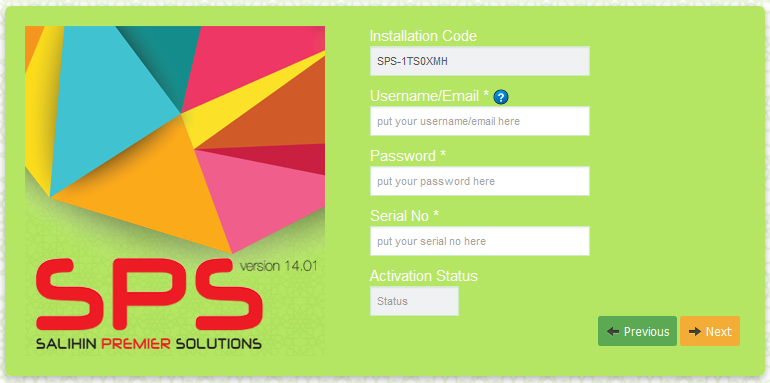 Installation Code
SPS-1TS0XMH
Username/Email * ?
put your username/email here
Password *
put your password here
Serial No *
put your serial no here
Activation Status
Status
version 14.01
SPS
SALIHIN PREMIER SOLUTIONS
Previous
Next